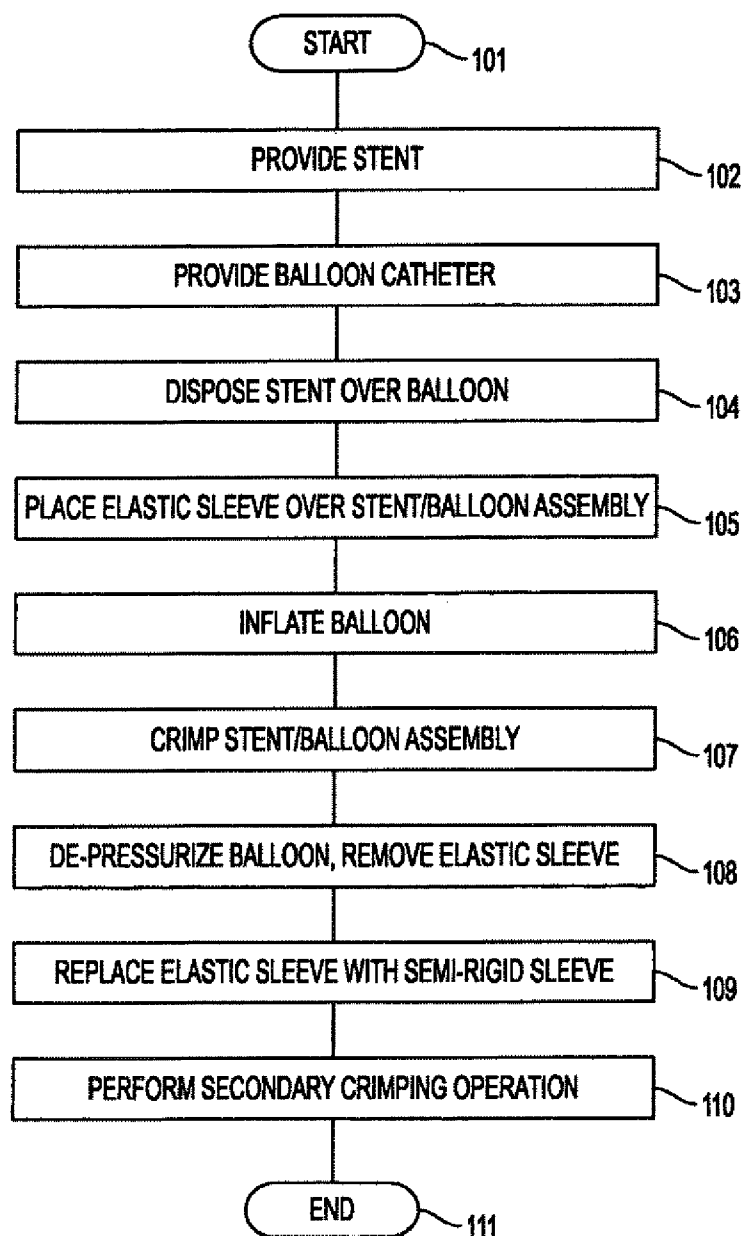 START
101
PROVIDE STENT
102
PROVIDE BALLOON CATHETER
103
DISPOSE STENT OVER BALLOON
104
PLACE ELASTIC SLEEVE OVER STENT/BALLOON ASSEMBLY
105
INFLATE BALLOON
106
CRIMP STENT/BALLOON ASSEMBLY
107
DE-PRESSURIZE BALLOON, REMOVE ELASTIC SLEEVE
108
REPLACE ELASTIC SLEEVE WITH SEMI-RIGID SLEEVE
109
PERFORM SECONDARY CRIMPING OPERATION
110
END
111